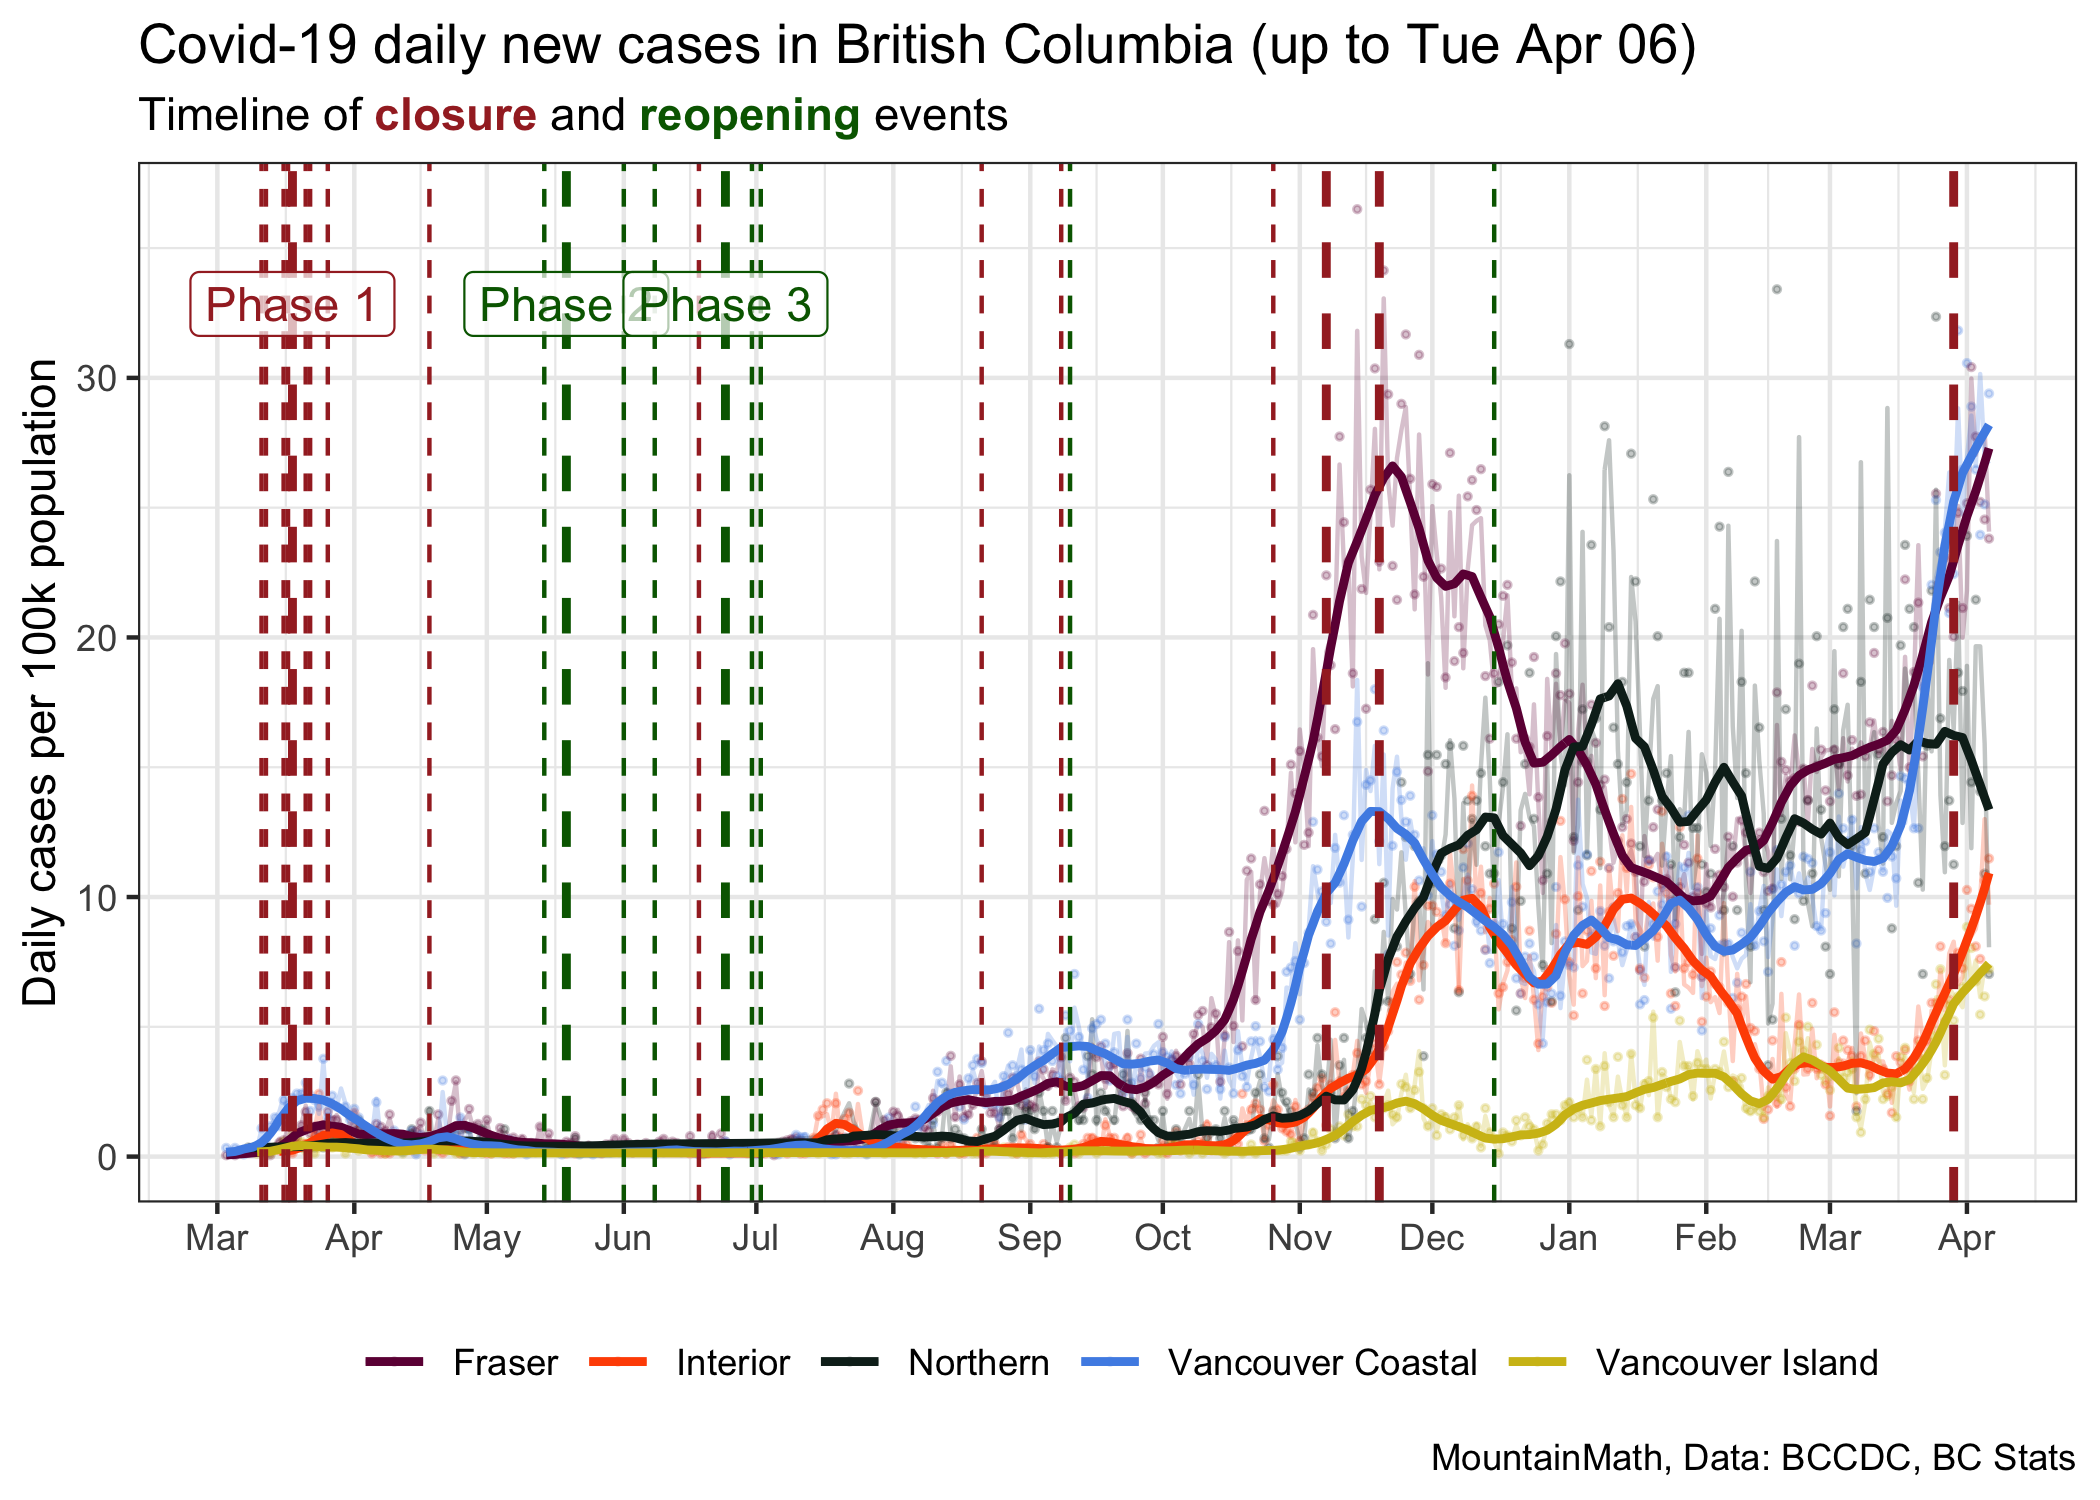 Covid-19 daily new cases in British Columbia (up to Tue Apr 06)
Timeline of closure and reopening events
Daily cases per 100k population
30
20
10
0
Phase 1
Phase 2
Phase 3
Mar Apr May Jun Jul Aug Sep Oct Nov Dec Jan Feb Mar Apr
Fraser Interior Northern Vancouver Coastal Vancouver Island
MountainMath, Data: BCCDC, BC Stats